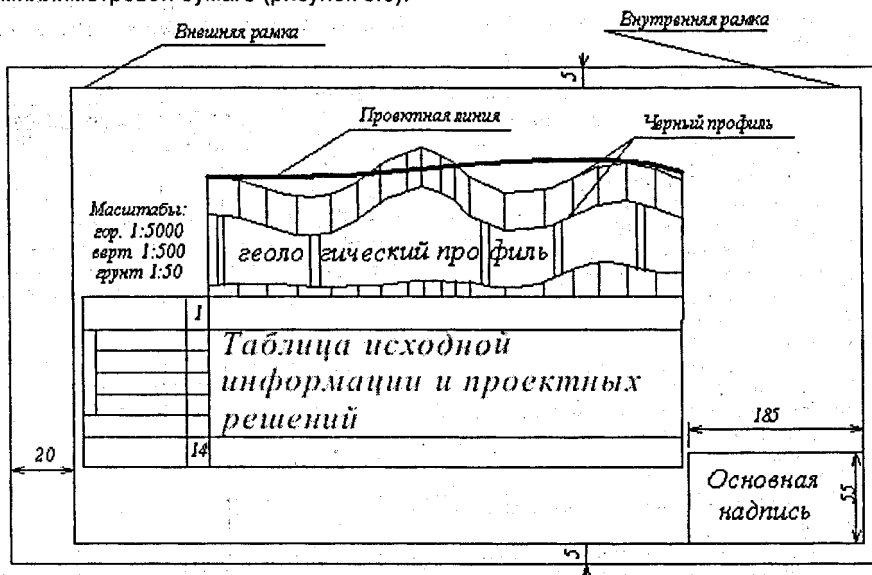 миллиметровой бумаге (рисунок
Внешняя рамка
Внутренняя рамка
5
Проектная линия
Черный профиль
Масштабы:
гор. 1:5000
верт. 1:500
грунт 1:50
геоло гический про филь
1
Таблица исходной
информации и проектных
решений
14
20
185
Основная
надпись
55
5